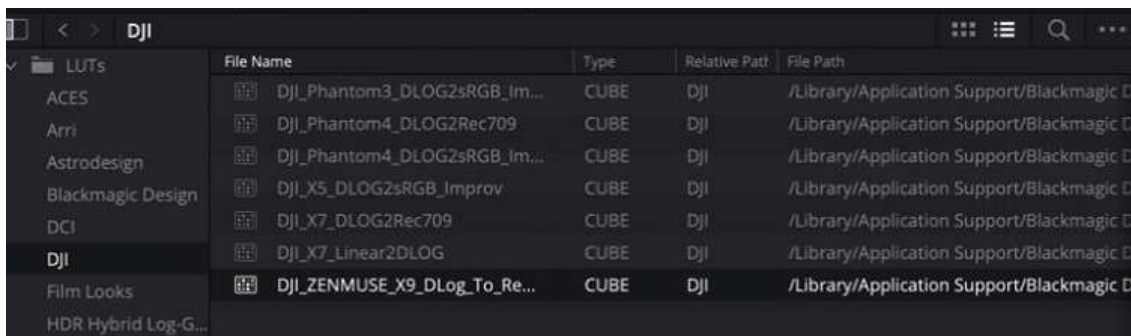 DJI
LUTs
File Name Type Relative Path File Path
ACES
DJI_Phantom3_DLOG2sRGB_Im... CUBE DJI /Library/Application Support/Blackmagic D
Arri
DJI_Phantom4_DLOG2Rec709 CUBE DJI /Library/Application Support/Blackmagic D
Astrodesign
DJI_Phantom4_DLOG2sRGB_Im... CUBE DJI /Library/Application Support/Blackmagic D
Blackmagic Design
DJI_X5_DLOG2sRGB_Improv CUBE DJI /Library/Application Support/Blackmagic D
DCI
DJI_X7_DLOG2Rec709 CUBE DJI /Library/Application Support/Blackmagic D
DJI
DJI_X7_Linear2DLOG CUBE DJI /Library/Application Support/Blackmagic D
Film Looks
DJI_ZENMUSE_X9_DLog_To_Re... CUBE DJI /Library/Application Support/Blackmagic D
HDR Hybrid Log-G...